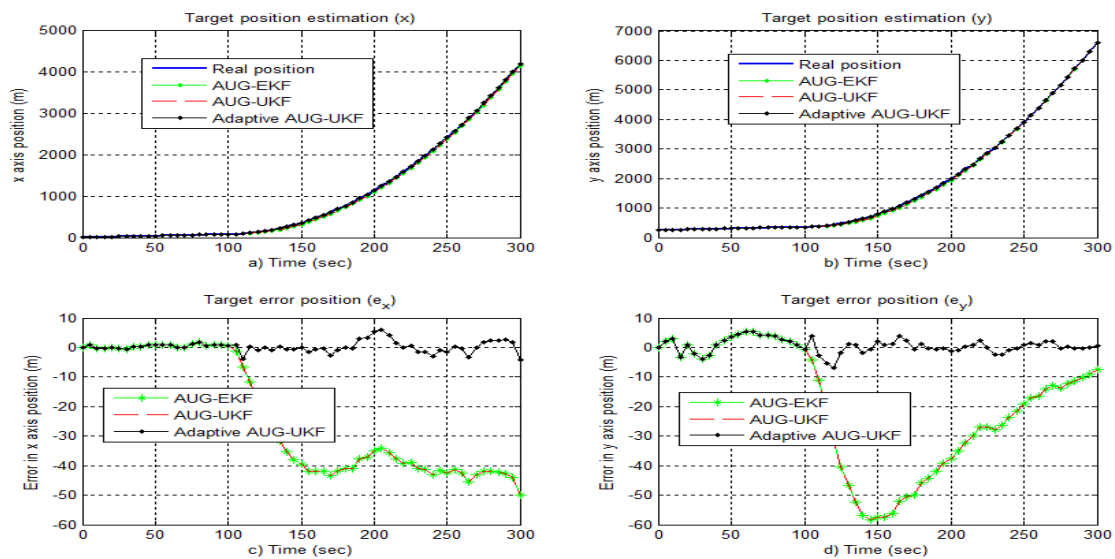 Target position estimation (x)
5000
4000
3000
2000
1000
0
x axis position (m)
Real position
AUG-EKF
AUG-UKF
Adaptive AUG-UKF
0 50 100 150 200 250 300
a) Time (sec)
Target position estimation (y)
7000
6000
5000
4000
3000
2000
1000
0
y axis position (m)
Real position
AUG-EKF
AUG-UKF
Adaptive AUG-UKF
0 50 100 150 200 250 300
b) Time (sec)
Target error position (e_x)
10
0
-10
-20
-30
-40
-50
-60
Error in x axis position (m)
AUG-EKF
AUG-UKF
Adaptive AUG-UKF
0 50 100 150 200 250 300
c) Time (sec)
Target error position (e_y)
10
0
-10
-20
-30
-40
-50
-60
Error in y axis position (m)
AUG-EKF
AUG-UKF
Adaptive AUG-UKF
0 50 100 150 200 250 300
d) Time (sec)